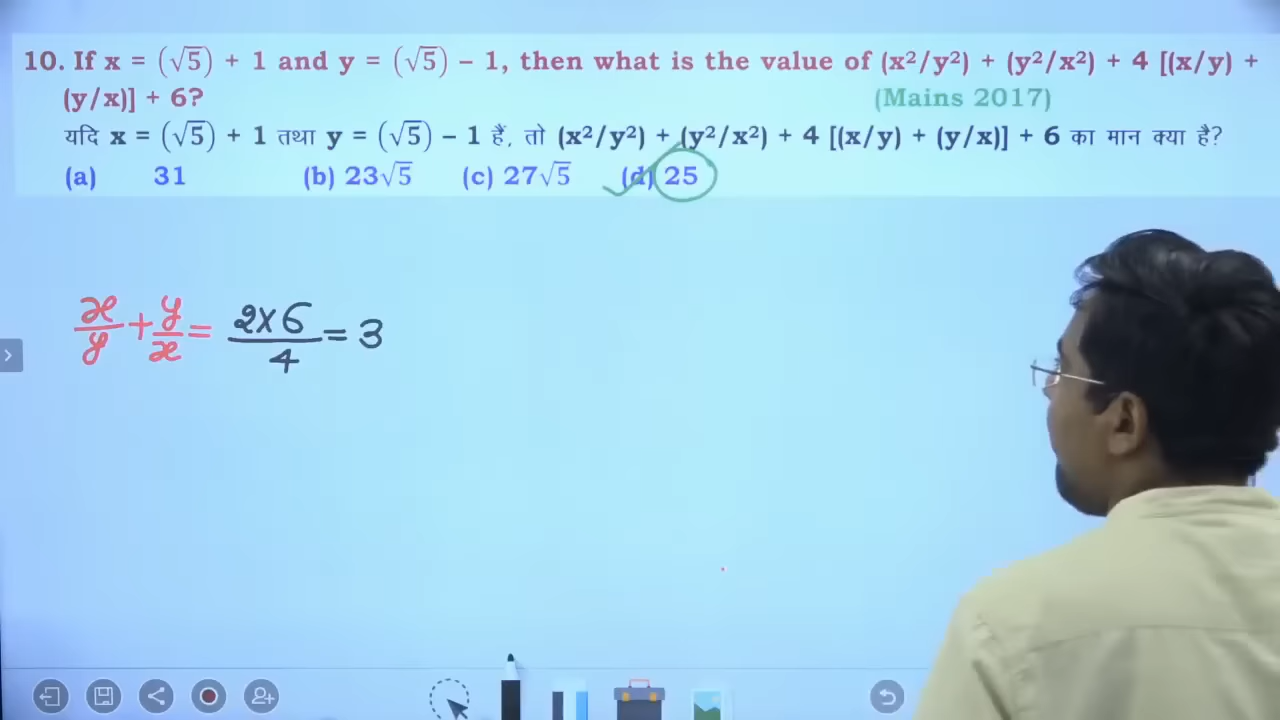 10. If x = (√5) + 1 and y = (√5) − 1, then what is the value of (x²/y²) + (y²/x²) + 4 [(x/y) +
(y/x)] + 6?
(Mains 2017)
यदि x = (√5) + 1 तथा y = (√5) − 1 हैं, तो (x²/y²) + (y²/x²) + 4 [(x/y) + (y/x)] + 6 का मान क्या है?
(a) 31 (b) 23√5 (c) 27√5 (d) 25
x/y + y/x = 2×6/4 = 3